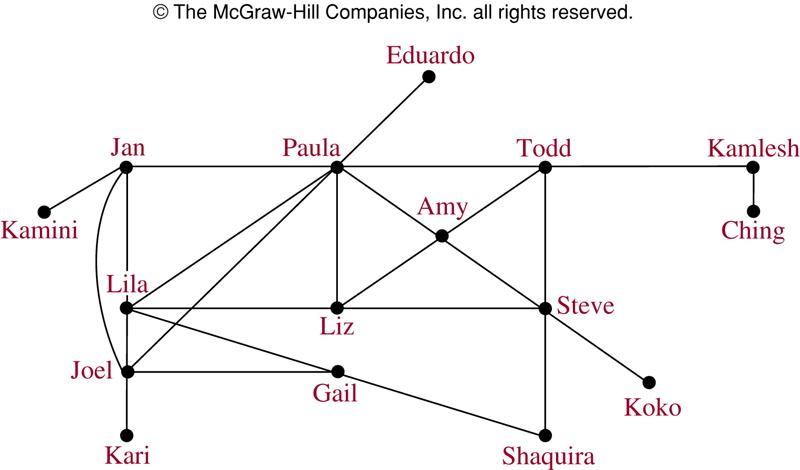 © The McGraw-Hill Companies, Inc. all rights reserved.
Eduardo
Jan
Paula
Todd
Kamlesh
Kamini
Amy
Ching
Lila
Liz
Steve
Joel
Gail
Koko
Kari
Shaquira